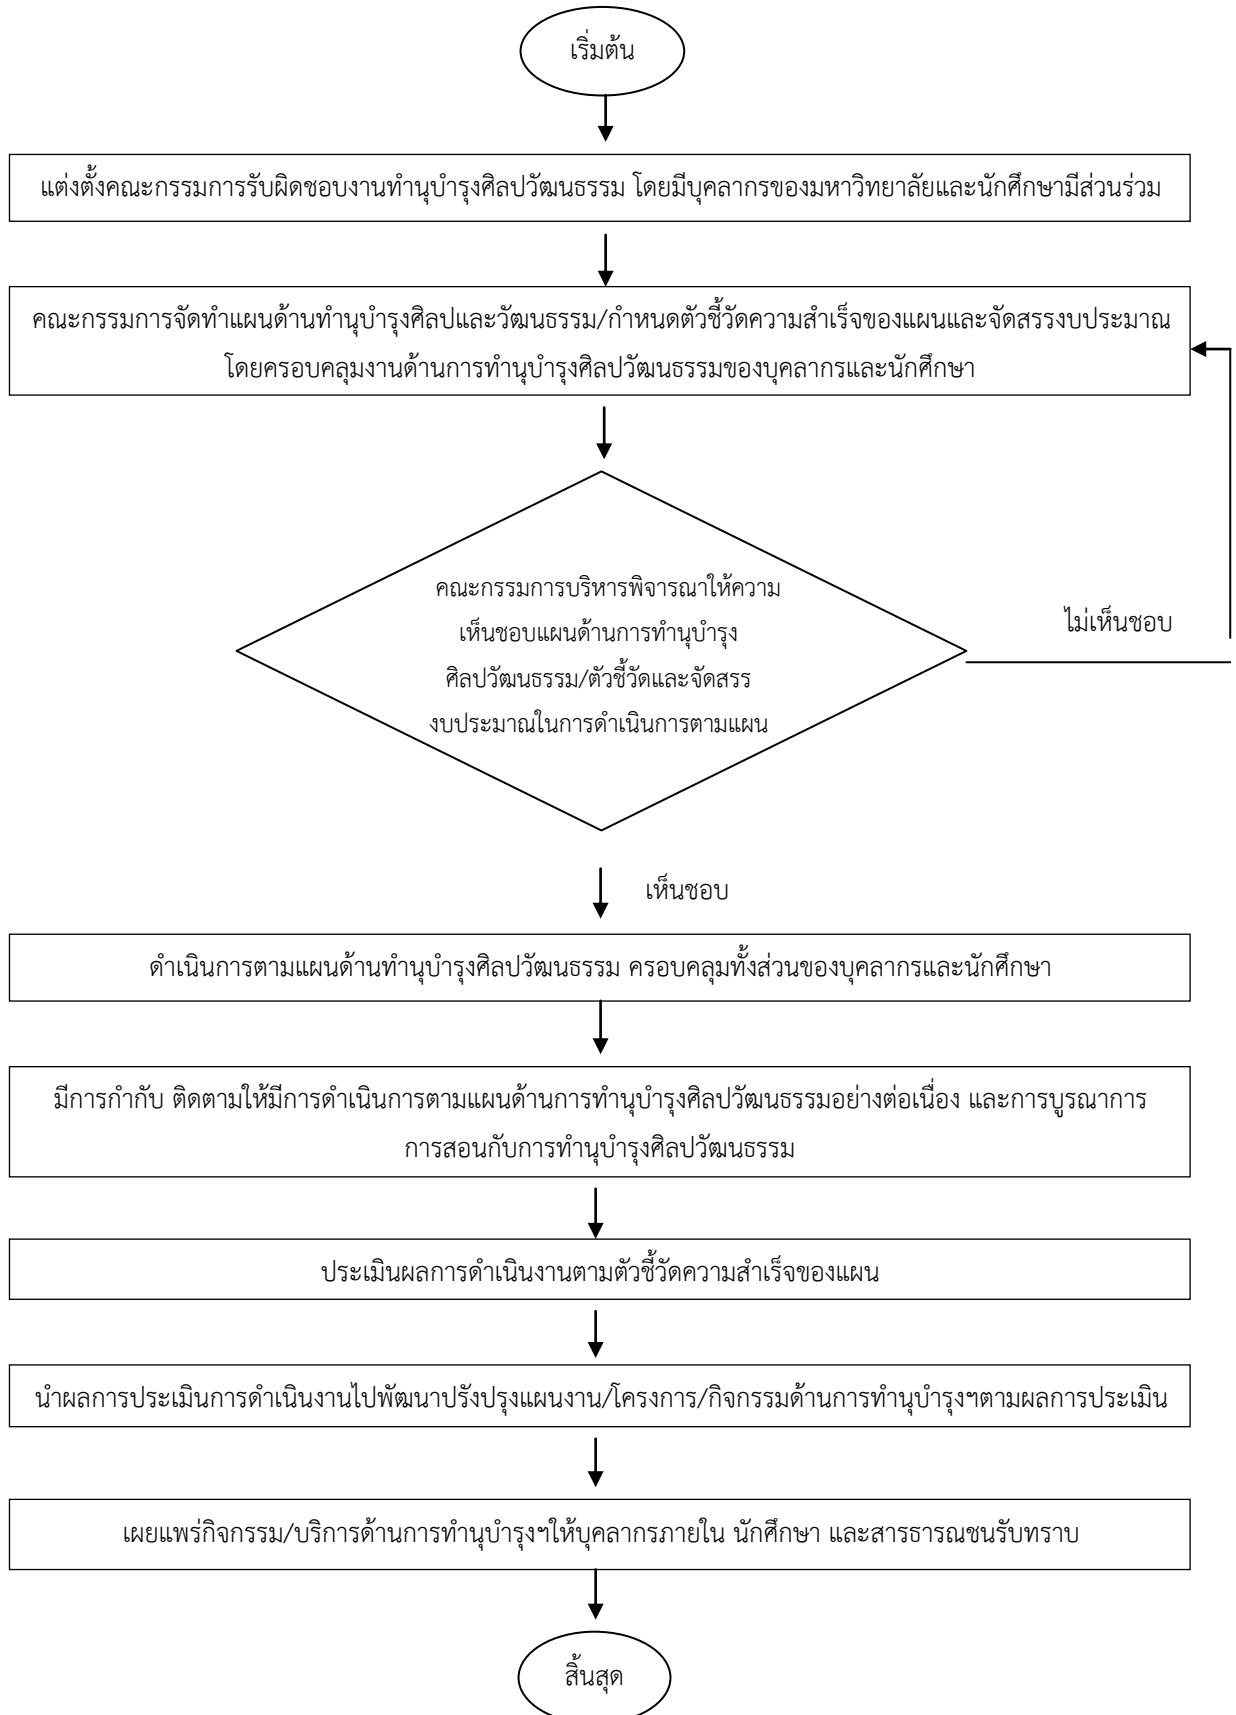 เริ่มต้น
แต่งตั้งคณะกรรมการรับผิดชอบงานทำนุบำรุงศิลปวัฒนธรรม โดยมีบุคลากรของมหาวิทยาลัยและนักศึกษามีส่วนร่วม
คณะกรรมการจัดทำแผนด้านทำนุบำรุงศิลปและวัฒนธรรม/กำหนดตัวชี้วัดความสำเร็จของแผนและจัดสรรงบประมาณ
โดยครอบคลุมงานด้านการทำนุบำรุงศิลปวัฒนธรรมของบุคลากรและนักศึกษา
คณะกรรมการบริหารพิจารณาให้ความ
เห็นชอบแผนด้านการทำนุบำรุง
ศิลปวัฒนธรรม/ตัวชี้วัดและจัดสรร
งบประมาณในการดำเนินการตามแผน
ไม่เห็นชอบ
เห็นชอบ
ดำเนินการตามแผนด้านทำนุบำรุงศิลปวัฒนธรรม ครอบคลุมทั้งส่วนของบุคลากรและนักศึกษา
มีการกำกับ ติดตามให้มีการดำเนินการตามแผนด้านการทำนุบำรุงศิลปวัฒนธรรมอย่างต่อเนื่อง และการบูรณาการ
การสอนกับการทำนุบำรุงศิลปวัฒนธรรม
ประเมินผลการดำเนินงานตามตัวชี้วัดความสำเร็จของแผน
นำผลการประเมินการดำเนินงานไปพัฒนาปรังปรุงแผนงาน/โครงการ/กิจกรรมด้านการทำนุบำรุงฯตามผลการประเมิน
เผยแพร่กิจกรรม/บริการด้านการทำนุบำรุงฯให้บุคลากรภายใน นักศึกษา และสารธารณชนรับทราบ
สิ้นสุด